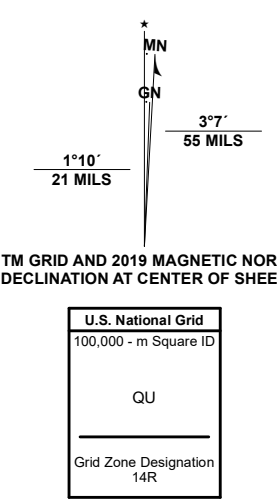 ★
MN
GN
3°7´
55 MILS
1°10´
21 MILS
TM GRID AND 2019 MAGNETIC NOR
DECLINATION AT CENTER OF SHEE
U.S. National Grid
100,000 - m Square ID
QU
Grid Zone Designation
14R